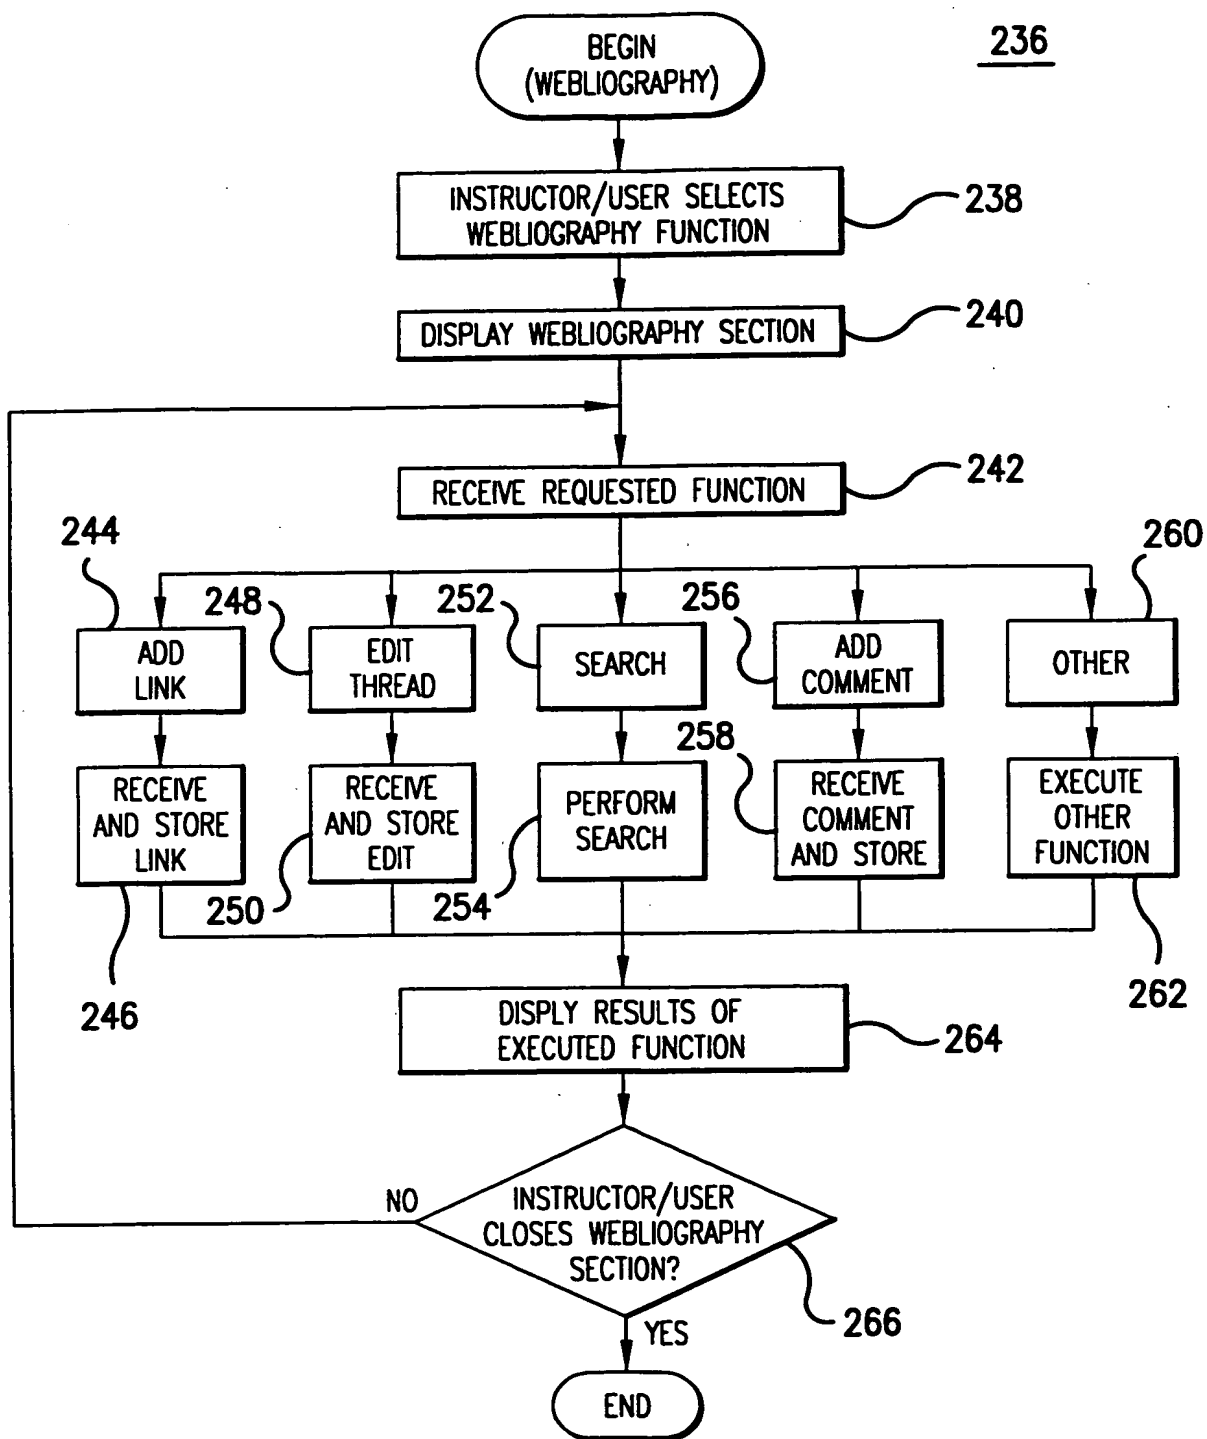 236
BEGIN
(WEBLIOGRAPHY)
INSTRUCTOR/USER SELECTS
WEBLIOGRAPHY FUNCTION
238
DISPLAY WEBLIOGRAPHY SECTION
240
RECEIVE REQUESTED FUNCTION
242
244
ADD
LINK
248
EDIT
THREAD
252
SEARCH
256
ADD
COMMENT
260
OTHER
RECEIVE
AND STORE
LINK
246
RECEIVE
AND STORE
EDIT
250
PERFORM
SEARCH
254
258
RECEIVE
COMMENT
AND STORE
EXECUTE
OTHER
FUNCTION
262
DISPLY RESULTS OF
EXECUTED FUNCTION
264
NO
INSTRUCTOR/USER
CLOSES WEBLIOGRAPHY
SECTION?
266
YES
END